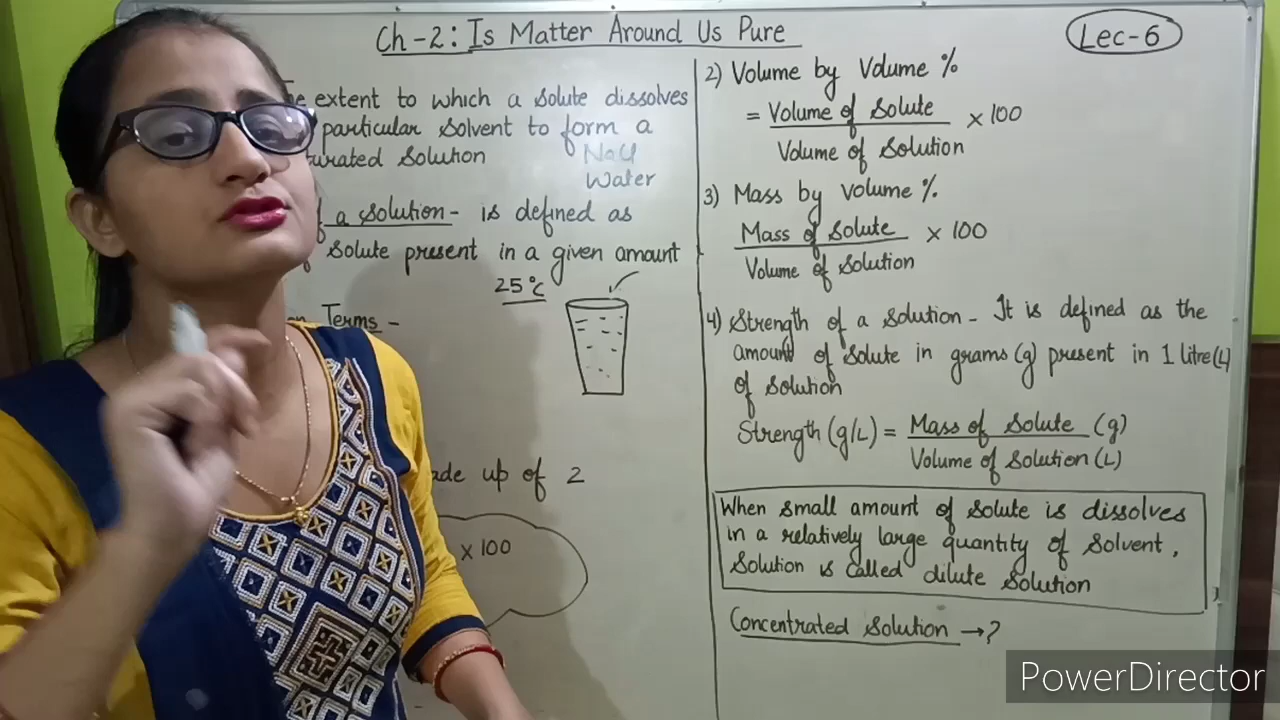 Ch-2: Is Matter Around Us Pure
Lec-6
extent to which a solute dissolves
particular solvent to form a
solution
NaCl
Water
a solution - is defined as
solute present in a given amount
25°C
Terms -
up of 2
x 100
2) Volume by Volume %
= Volume of Solute x 100
Volume of Solution
3) Mass by volume %.
Mass of Solute x 100
Volume of Solution
4) Strength of a Solution - It is defined as the
amount of solute in grams (g) present in 1 litre (L)
of solution
Strength (g/L) = Mass of Solute (g)
Volume of Solution (L)
When small amount of solute is dissolves
in a relatively large quantity of solvent,
Solution is called dilute solution
Concentrated Solution → ?
PowerDirector